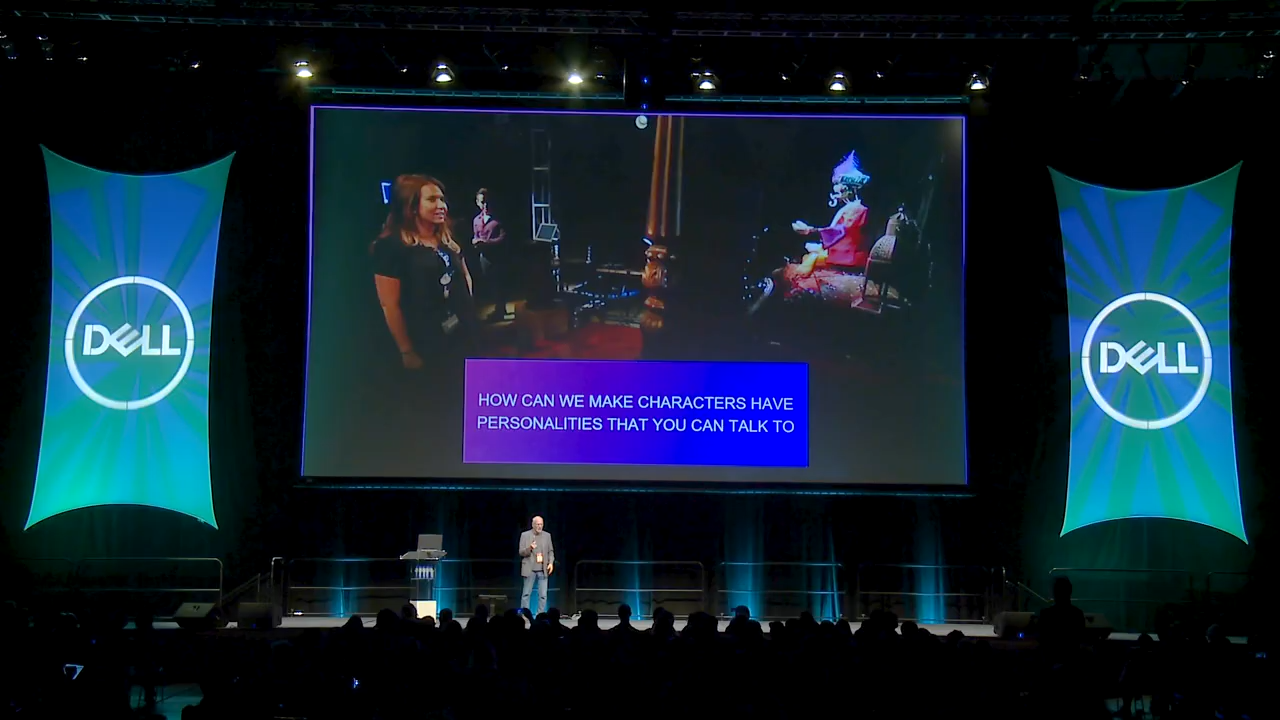 DELL
HOW CAN WE MAKE CHARACTERS HAVE
PERSONALITIES THAT YOU CAN TALK TO
DELL